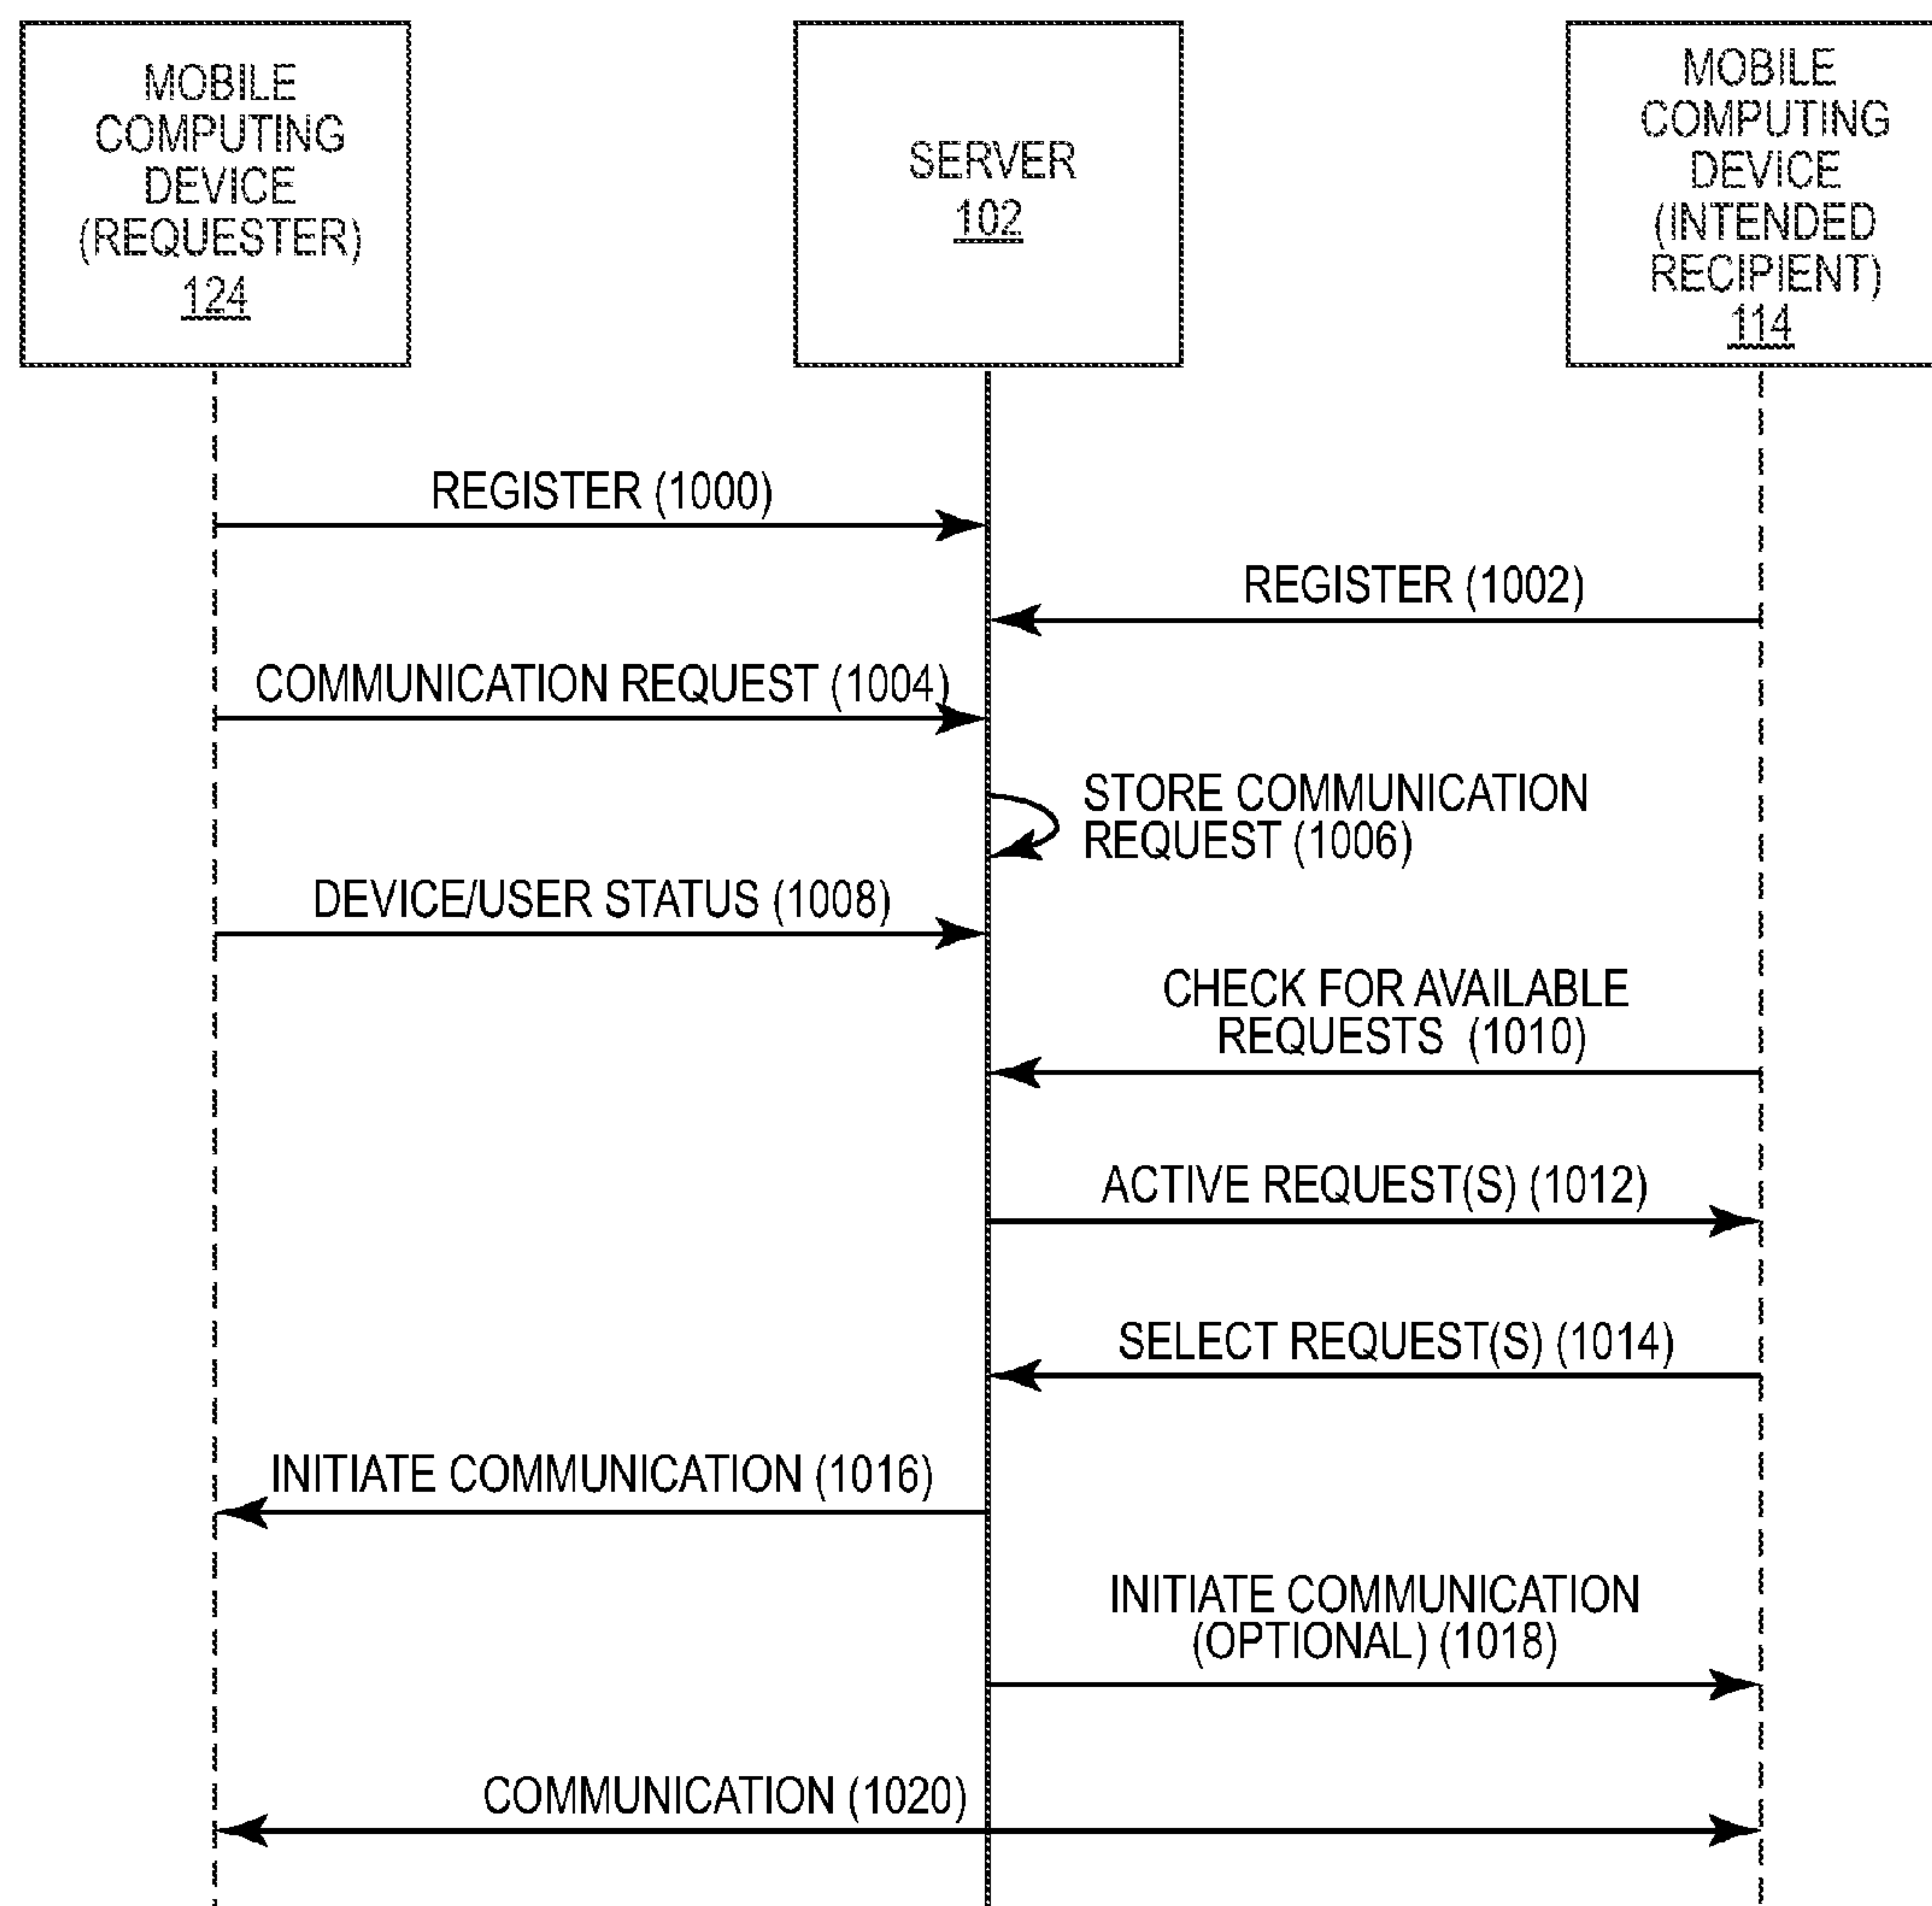 MOBILE
COMPUTING
DEVICE
(REQUESTER)
124
SERVER
102
MOBILE
COMPUTING
DEVICE
(INTENDED
RECIPIENT)
114
REGISTER (1000)
REGISTER (1002)
COMMUNICATION REQUEST (1004)
STORE COMMUNICATION
REQUEST (1006)
DEVICE/USER STATUS (1008)
CHECK FOR AVAILABLE
REQUESTS (1010)
ACTIVE REQUEST(S) (1012)
SELECT REQUEST(S) (1014)
INITIATE COMMUNICATION (1016)
INITIATE COMMUNICATION
(OPTIONAL) (1018)
COMMUNICATION (1020)